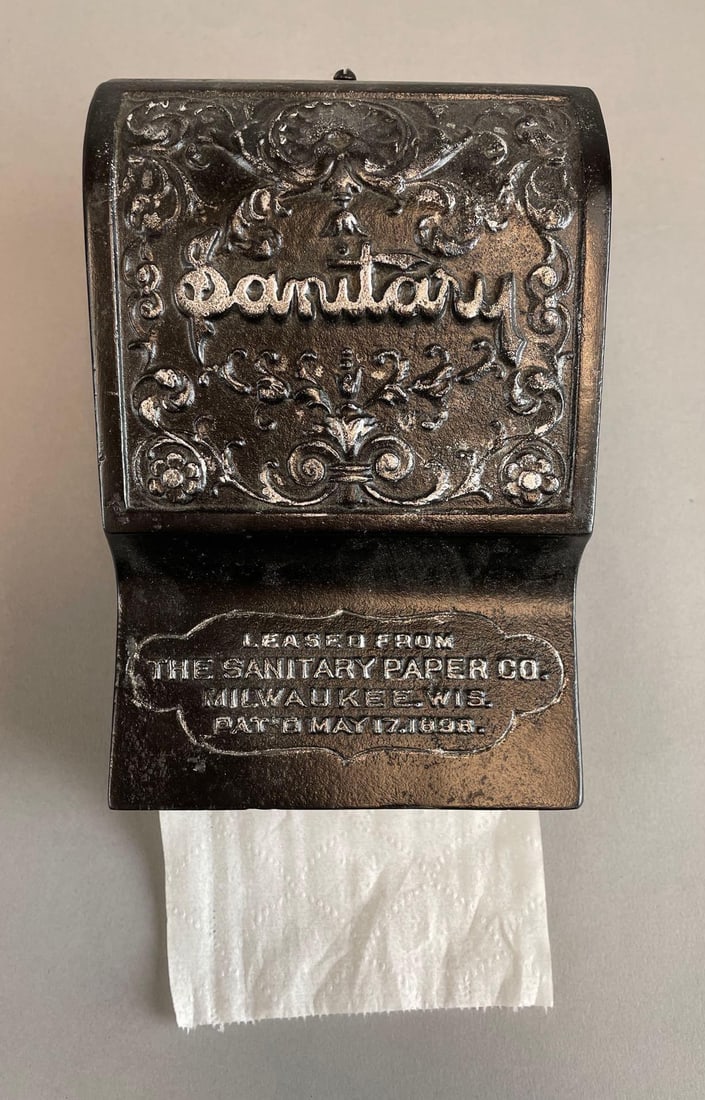 Sanitary
LEASED FROM
THE SANITARY PAPER CO.
MILWAUKEE. WIS.
PAT'D MAY 17. 1898.